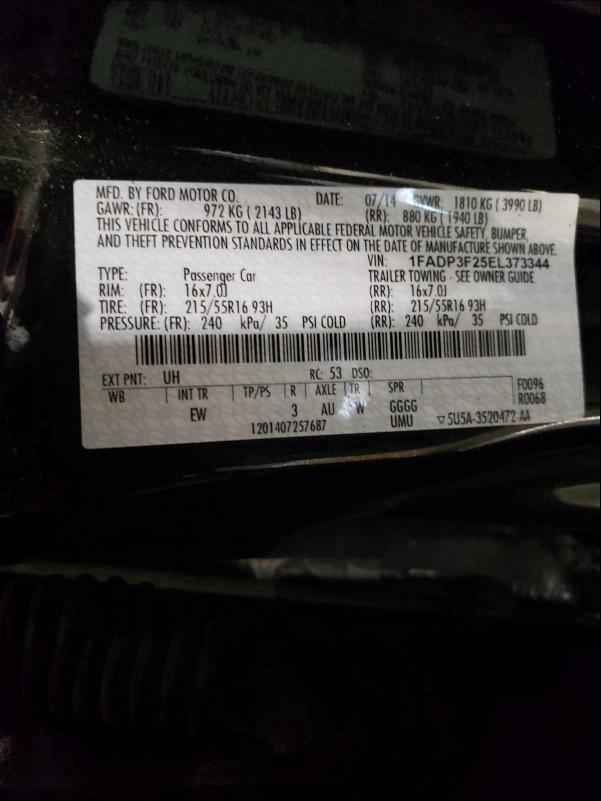 MFD. BY FORD MOTOR CO. DATE: 07/14 GVWR: 1810 KG ( 3990 LB)
GAWR:(FR): 972 KG ( 2143 LB) (RR): 880 KG ( 1940 LB)
THIS VEHICLE CONFORMS TO ALL APPLICABLE FEDERAL MOTOR VEHICLE SAFETY, BUMPER,
AND THEFT PREVENTION STANDARDS IN EFFECT ON THE DATE OF MANUFACTURE SHOWN ABOVE.
VIN: 1FADP3F25EL373344
TYPE: Passenger Car TRAILER TOWING - SEE OWNER GUIDE
RIM: (FR): 16x7.0J (RR): 16x7.0J
TIRE: (FR): 215/55R16 93H (RR): 215/55R16 93H
PRESSURE: (FR): 240 kPa/ 35 PSI COLD (RR): 240 kPa/ 35 PSI COLD
EXT PNT: UH RC: 53 DSO:
WB INT TR TP/PS R AXLE TR SPR F0096
R0068
EW 3 AU W GGGG
1201407257687 UMU ▽5U5A-3520472-AA